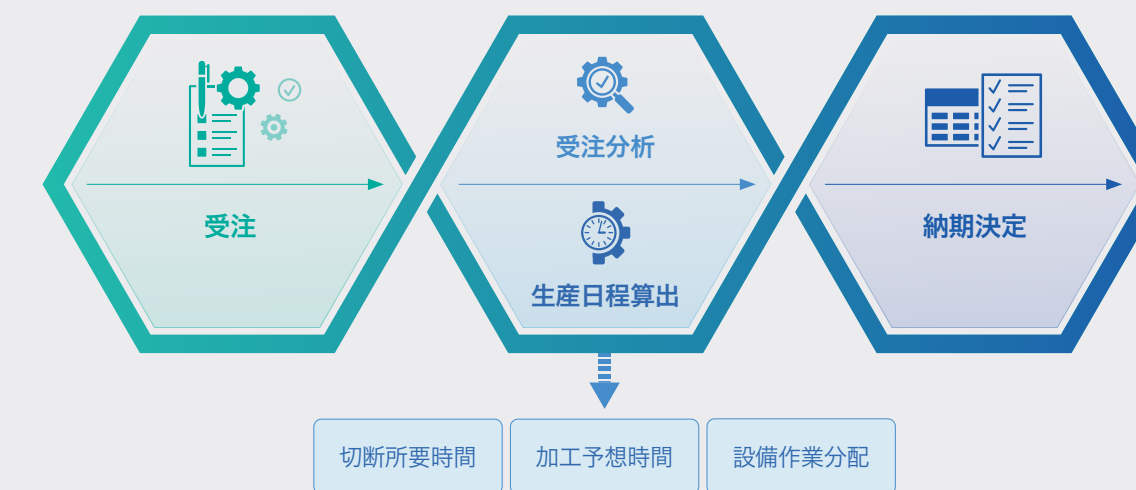 受注
受注分析
生産日程算出
納期決定
切断所要時間
加工予想時間
設備作業分配